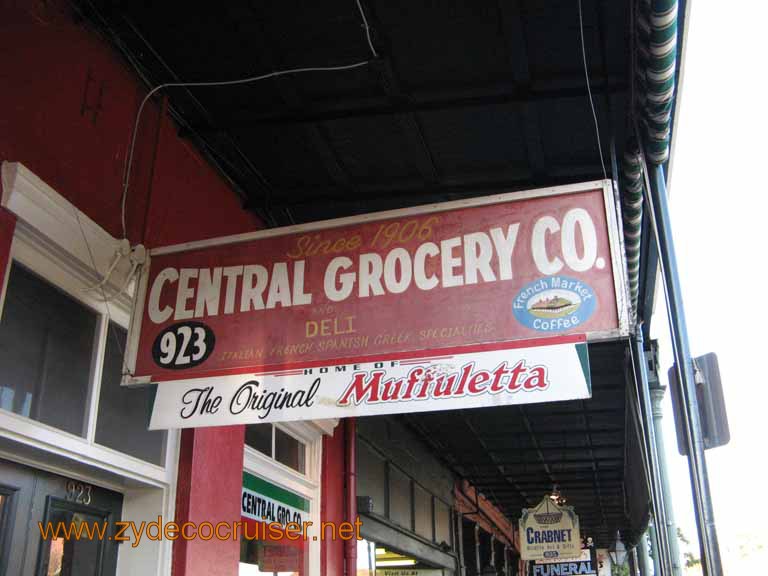 Since 1906
CENTRAL GROCERY CO.
AND
DELI
923
ITALIAN FRENCH SPANISH GREEK SPECIALTIES
French Market
Coffee
HOME OF
The Original Muffuletta
923
CENTRAL GRO. CO.
CRABNET
FUNERAL
www.zydecocruiser.net